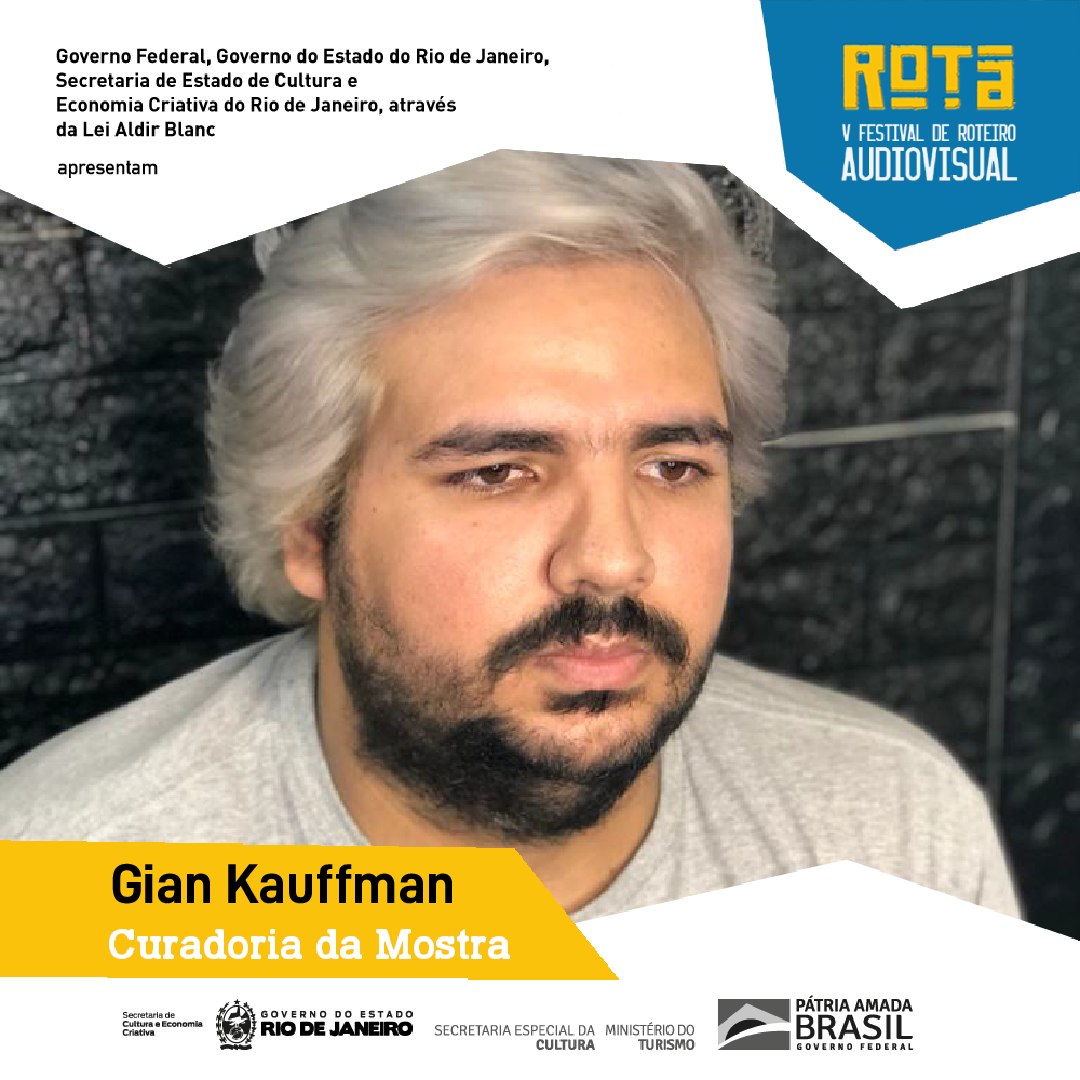 Governo Federal, Governo do Estado do Rio de Janeiro,
Secretaria de Estado de Cultura e
Economia Criativa do Rio de Janeiro, através
da Lei Aldir Blanc
apresentam
ROTA
V FESTIVAL DE ROTEIRO
AUDIOVISUAL
Gian Kauffman
Curadoria da Mostra
Secretaria de
Cultura e Economia
Criativa
GOVERNO DO ESTADO
RIO DE JANEIRO
SECRETARIA ESPECIAL DA
CULTURA
MINISTÉRIO DO
TURISMO
PÁTRIA AMADA
BRASIL
GOVERNO FEDERAL